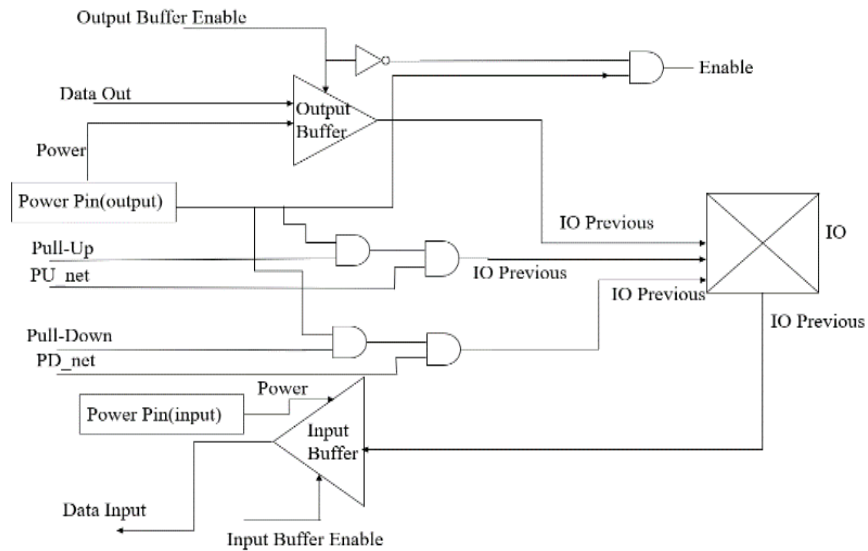 Output Buffer Enable
Enable
Data Out
Output
Buffer
Power
Power Pin(output)
IO Previous
IO
Pull-Up
PU_net
IO Previous
IO Previous
IO Previous
Pull-Down
PD_net
Power
Power Pin(input)
Input
Buffer
Data Input
Input Buffer Enable